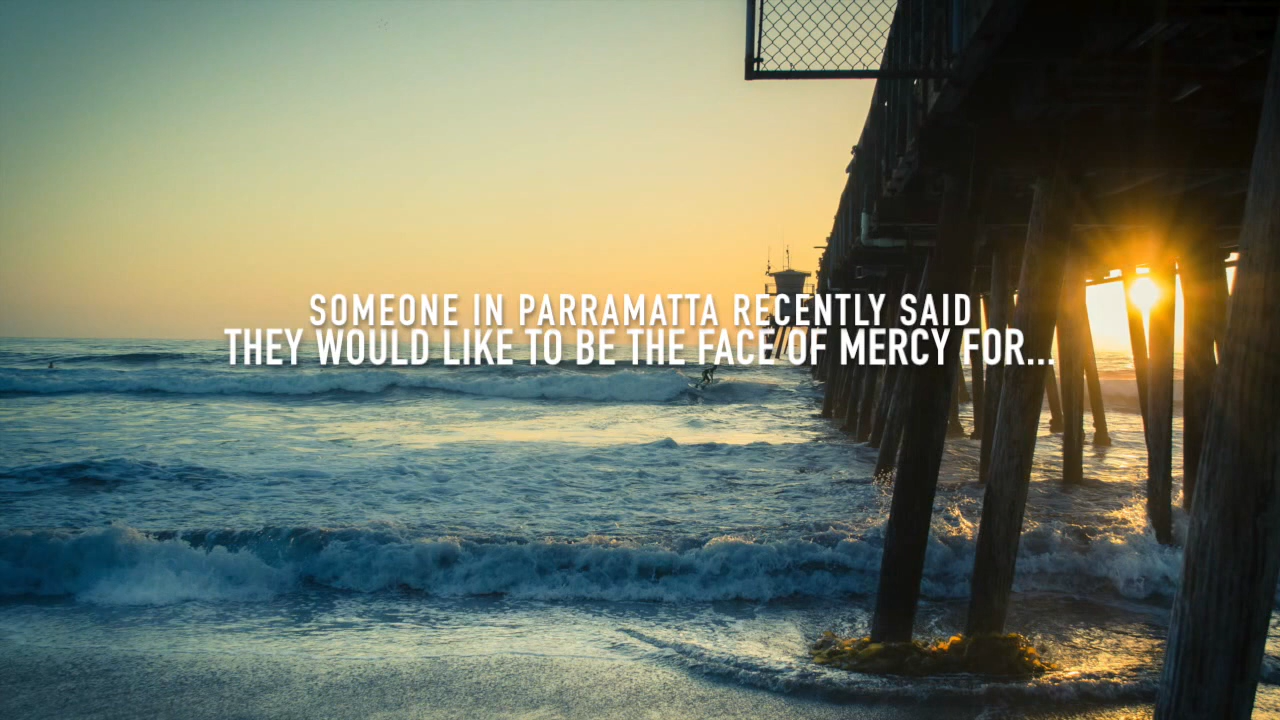 SOMEONE IN PARRAMATTA RECENTLY SAID
THEY WOULD LIKE TO BE THE FACE OF MERCY FOR...